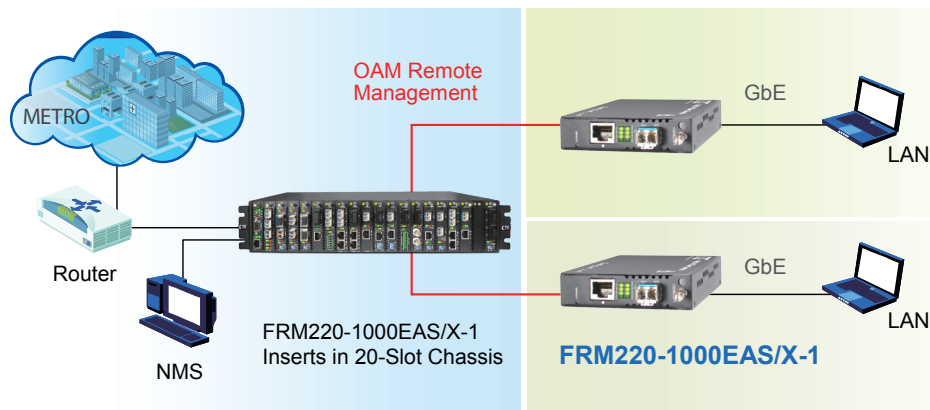 METRO
OAM Remote
Management
GbE
LAN
Router
NMS
FRM220-1000EAS/X-1
Inserts in 20-Slot Chassis
GbE
LAN
FRM220-1000EAS/X-1